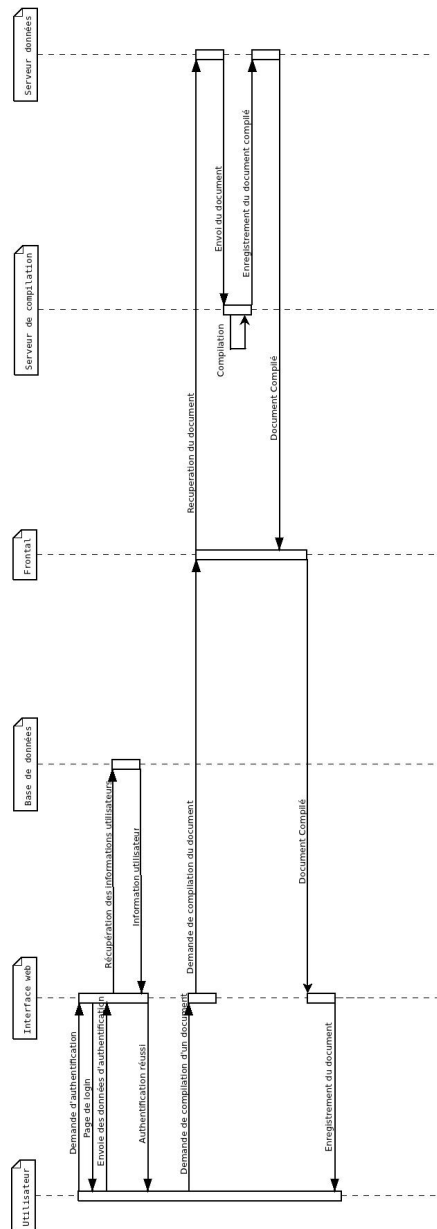 Utilisateur
Interface web
Base de données
Frontal
Serveur de compilation
Serveur données
Demande d'authentification
Page de login
Envoie des données d'authentification
Récupération des informations utilisateurs
Information utilisateur
Authentification réussi
Demande de compilation d'un document
Demande de compilation du document
Recuperation du document
Envoi du document
Compilation
Enregistrement du document compilé
Document Compilé
Document Compilé
Enregistrement du document